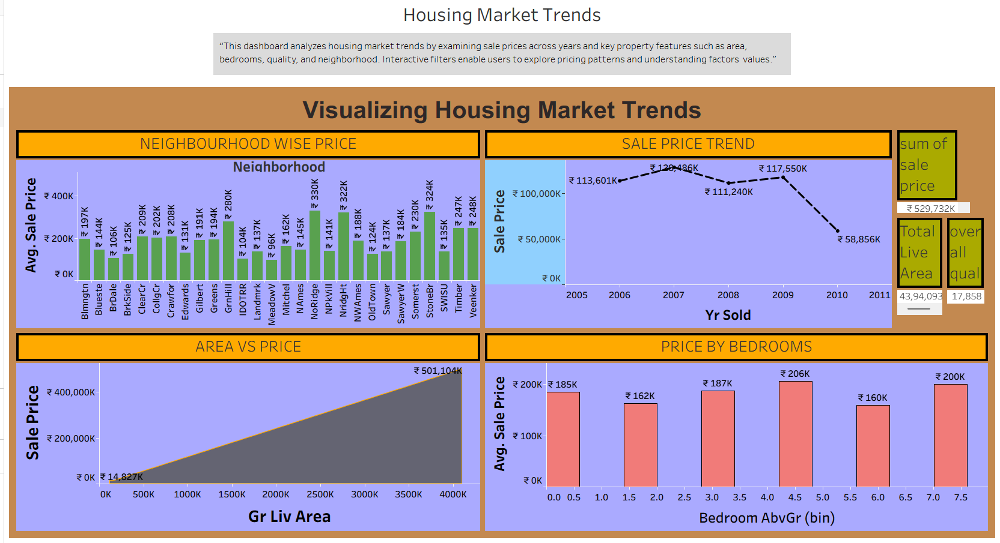 Housing Market Trends
“This dashboard analyzes housing market trends by examining sale prices across years and key property features such as area,
bedrooms, quality, and neighborhood. Interactive filters enable users to explore pricing patterns and understanding factors values.”
Visualizing Housing Market Trends
NEIGHBOURHOOD WISE PRICE
Neighborhood
Avg. Sale Price
₹ 400K
₹ 200K
₹ 0K
₹ 197K
₹ 144K
₹ 106K
₹ 125K
₹ 209K
₹ 202K
₹ 208K
₹ 131K
₹ 191K
₹ 194K
₹ 280K
₹ 104K
₹ 137K
₹ 96K
₹ 162K
₹ 145K
₹ 330K
₹ 141K
₹ 322K
₹ 188K
₹ 124K
₹ 137K
₹ 184K
₹ 230K
₹ 324K
₹ 135K
₹ 247K
₹ 248K
Blmngtn
Blueste
BrDale
BrkSide
ClearCr
CollgCr
Crawfor
Edwards
Gilbert
Greens
GrnHill
IDOTRR
Landmrk
MeadowV
Mitchel
NAmes
NoRidge
NPkVill
NridgHt
NWAmes
OldTown
Sawyer
SawyerW
Somerst
StoneBr
SWISU
Timber
Veenker
SALE PRICE TREND
Sale Price
₹ 100,000K
₹ 50,000K
₹ 0K
₹ 113,601K
₹ 128,486K
₹ 111,240K
₹ 117,550K
₹ 58,856K
2005 2006 2007 2008 2009 2010 2011
Yr Sold
sum of
sale
price
₹ 529,732K
Total
Live
Area
43,94,093
over
all
qual
17,858
AREA VS PRICE
Sale Price
₹ 400,000K
₹ 200,000K
₹ 0K
₹ 501,104K
₹ 14,827K
0K 500K 1000K 1500K 2000K 2500K 3000K 3500K 4000K
Gr Liv Area
PRICE BY BEDROOMS
Avg. Sale Price
₹ 200K
₹ 100K
₹ 0K
₹ 185K
₹ 162K
₹ 187K
₹ 206K
₹ 160K
₹ 200K
0.0 0.5 1.0 1.5 2.0 2.5 3.0 3.5 4.0 4.5 5.0 5.5 6.0 6.5 7.0 7.5
Bedroom AbvGr (bin)